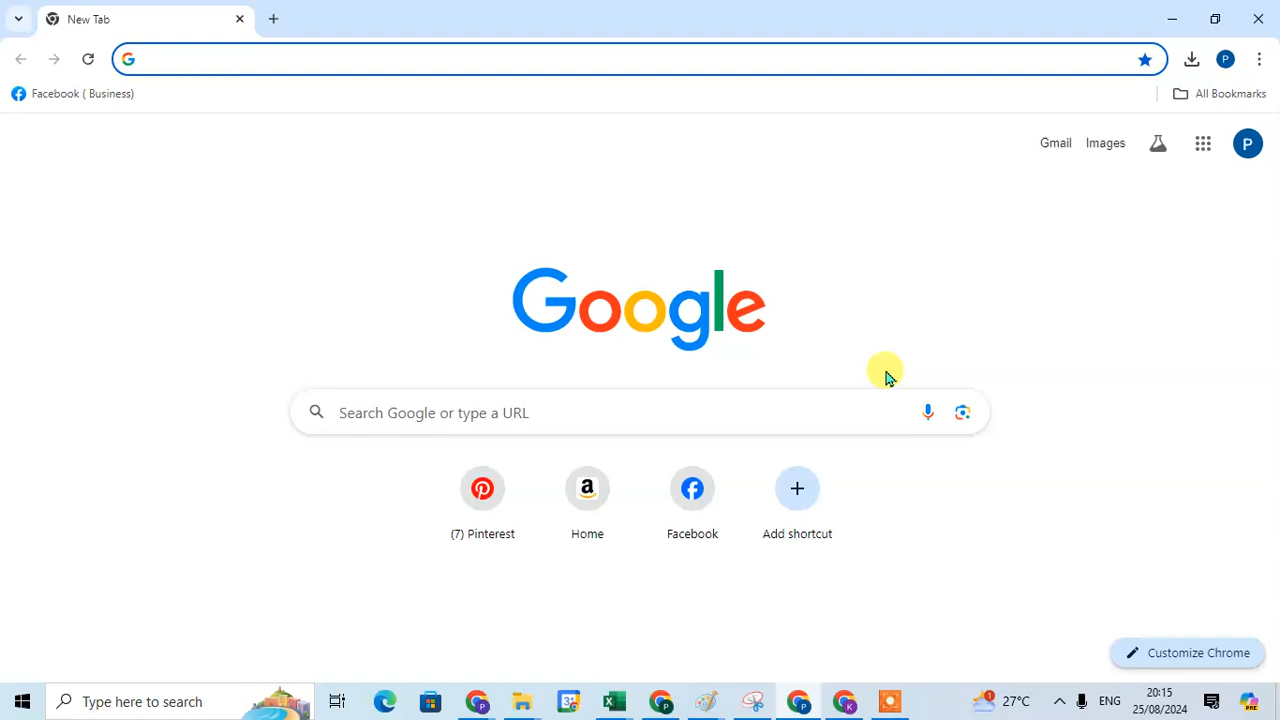 New Tab
Facebook ( Business)
All Bookmarks
Gmail Images
P
Google
Search Google or type a URL
(7) Pinterest
Home
Facebook
Add shortcut
Customize Chrome
Type here to search
27°C
ENG
20:15
25/08/2024